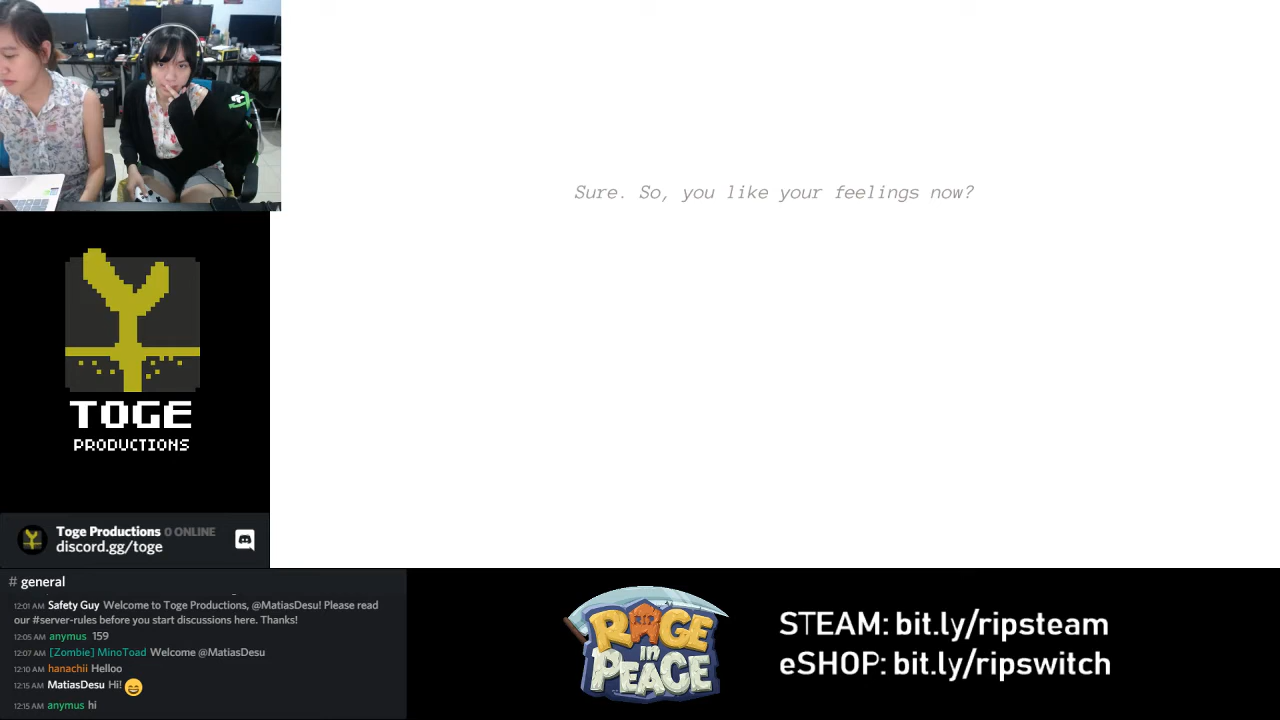 Sure. So, you like your feelings now?
TOGE
PRODUCTIONS
Toge Productions 0 ONLINE
discord.gg/toge
# general
12:01 AM Safety Guy Welcome to Toge Productions, @MatiasDesu! Please read
our #server-rules before you start discussions here. Thanks!
12:05 AM anymus 159
12:07 AM [Zombie] MinoToad Welcome @MatiasDesu
12:10 AM hanachii Helloo
12:15 AM MatiasDesu Hi!
12:15 AM anymus hi
RIP
RAGE
in
PEACE
STEAM: bit.ly/ripsteam
eSHOP: bit.ly/ripswitch